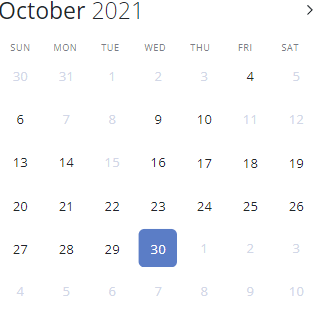 October 2021
SUN MON TUE WED THU FRI SAT
30 31 1 2 3 4 5
6 7 8 9 10 11 12
13 14 15 16 17 18 19
20 21 22 23 24 25 26
27 28 29 30 1 2 3
4 5 6 7 8 9 10